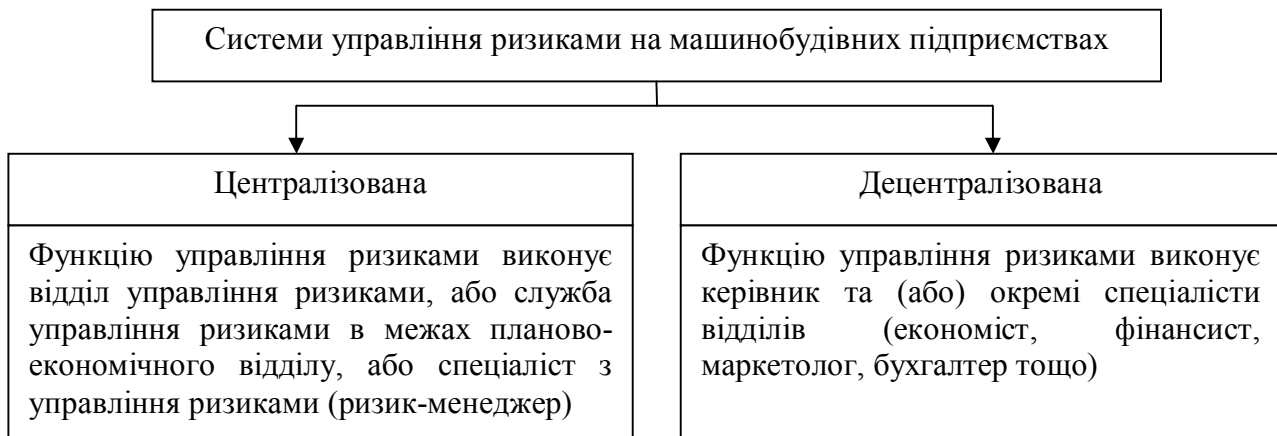 Системи управління ризиками на машинобудівних підприємствах
Централізована
Функцію управління ризиками виконує
відділ управління ризиками, або служба
управління ризиками в межах планово-
економічного відділу, або спеціаліст з
управління ризиками (ризик-менеджер)
Децентралізована
Функцію управління ризиками виконує
керівник та (або) окремі спеціалісти
відділів (економіст, фінансист,
маркетолог, бухгалтер тощо)